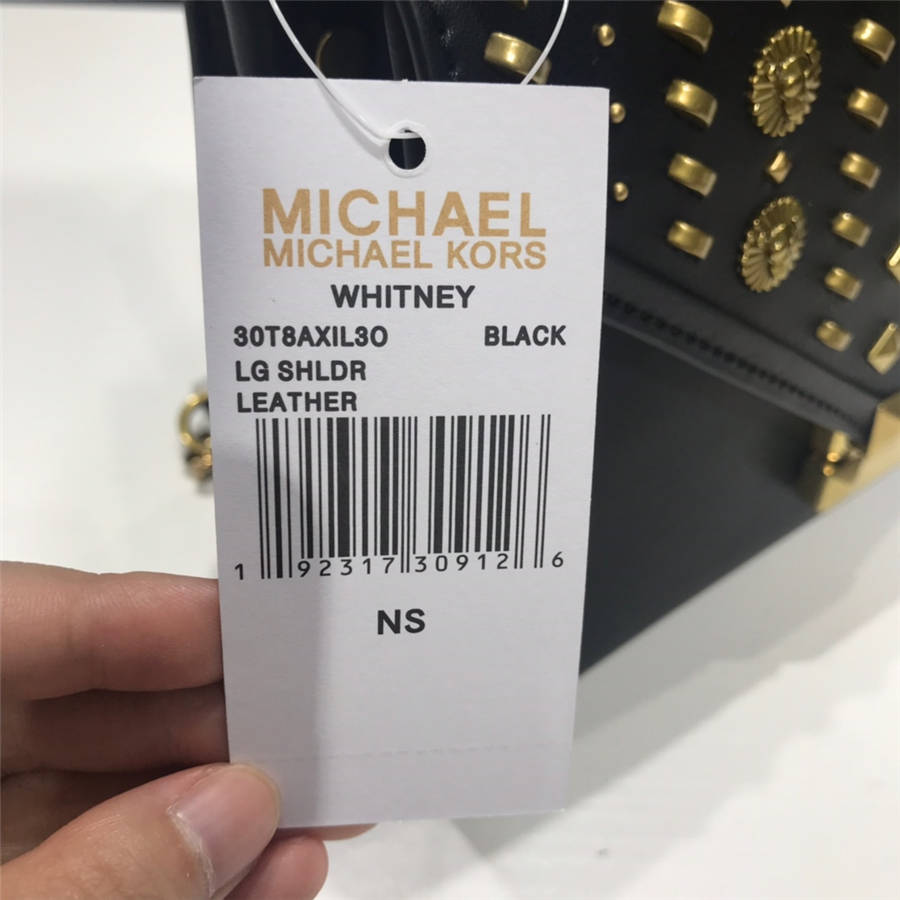 MICHAEL
MICHAEL KORS
WHITNEY
30T8AXIL3O BLACK
LG SHLDR
LEATHER
1 92317 30912 6
NS